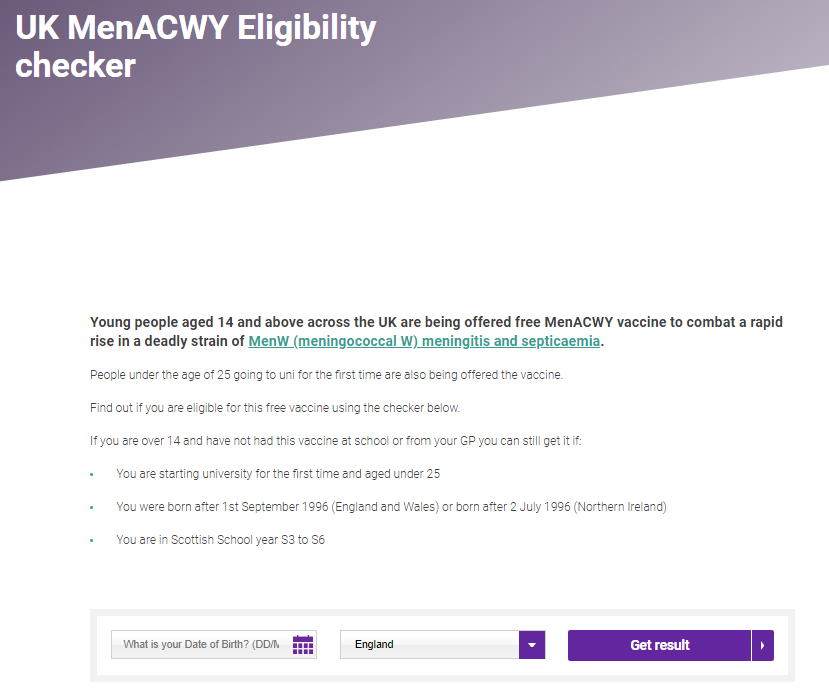 UK MenACWY Eligibility
checker
Young people aged 14 and above across the UK are being offered free MenACWY vaccine to combat a rapid
rise in a deadly strain of MenW (meningococcal W) meningitis and septicaemia.
People under the age of 25 going to uni for the first time are also being offered the vaccine.
Find out if you are eligible for this free vaccine using the checker below.
If you are over 14 and have not had this vaccine at school or from your GP you can still get it if:
You are starting university for the first time and aged under 25
You were born after 1st September 1996 (England and Wales) or born after 2 July 1996 (Northern Ireland)
You are in Scottish School year S3 to S6
What is your Date of Birth? (DD/M
England
Get result